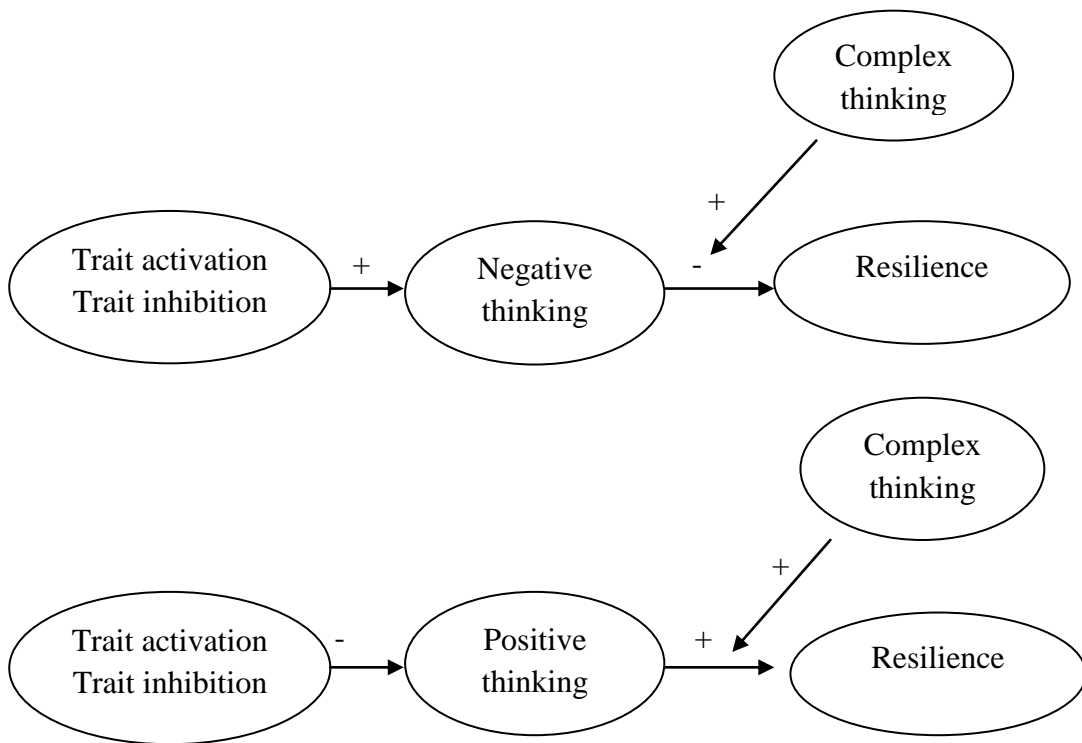 Complex
thinking
+
Trait activation
Trait inhibition
+
Negative
thinking
-
Resilience
Complex
thinking
+
Trait activation
Trait inhibition
-
Positive
thinking
+
Resilience